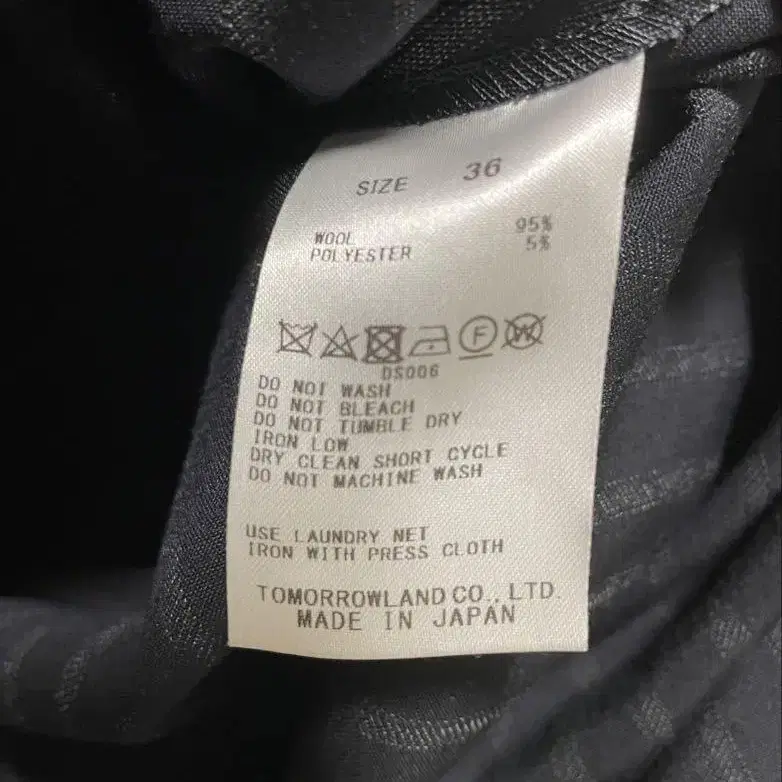 SIZE 36
WOOL 95%
POLYESTER 5%
F W
DS006
DO NOT WASH
DO NOT BLEACH
DO NOT TUMBLE DRY
IRON LOW
DRY CLEAN SHORT CYCLE
DO NOT MACHINE WASH
USE LAUNDRY NET
IRON WITH PRESS CLOTH
TOMORROWLAND CO., LTD.
MADE IN JAPAN